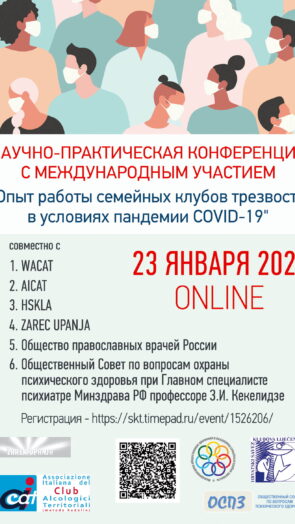 АУЧНО-ПРАКТИЧЕСКАЯ КОНФЕРЕНЦИ
С МЕЖДУНАРОДНЫМ УЧАСТИЕМ
Опыт работы семейных клубов трезвост
в условиях пандемии COVID-19"
СОВМЕСТНО С
23 ЯНВАРЯ 202
ONLINE
1. WACAT
2. AICAT
3. HSKLA
4. ZAREC UPANJA
5. Общество православных врачей России
6. Общественный Совет по вопросам охраны
психического здоровья при Главном специалисте
психиатре Минздрава РФ профессоре З.И. Кекелидзе
Регистрация - https://skt.timepad.ru/event/1526206/
Associazione
Italiana dei
Club
Alcologici
Territoriali
ОСПЗ